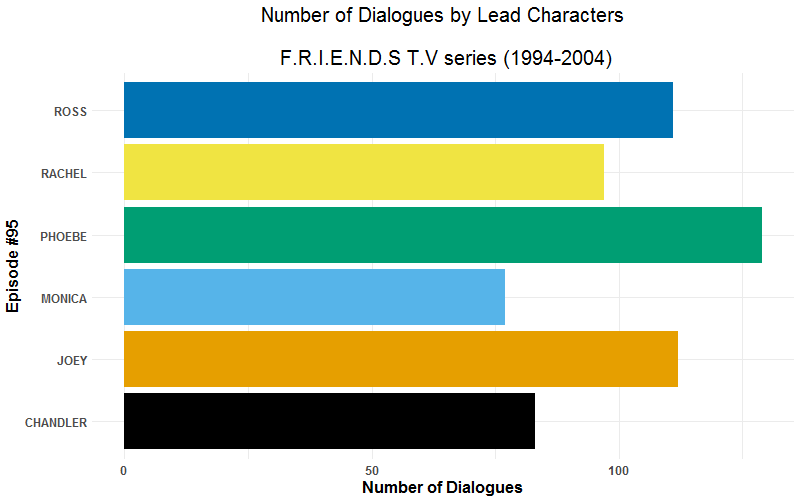 Number of Dialogues by Lead Characters
F.R.I.E.N.D.S T.V series (1994-2004)
ROSS
RACHEL
PHOEBE
MONICA
JOEY
CHANDLER
Episode #95
0 50 100
Number of Dialogues